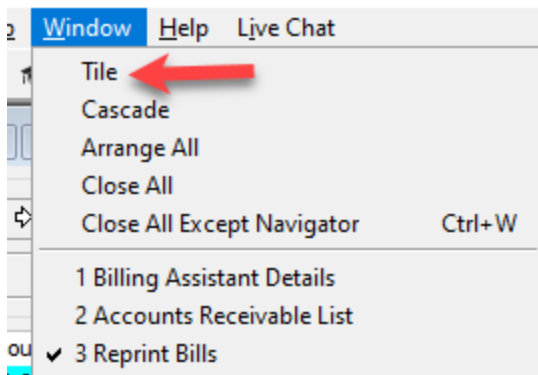 Window Help Live Chat
Tile
Cascade
Arrange All
Close All
Close All Except Navigator Ctrl+W
1 Billing Assistant Details
2 Accounts Receivable List
ou ✔ 3 Reprint Bills